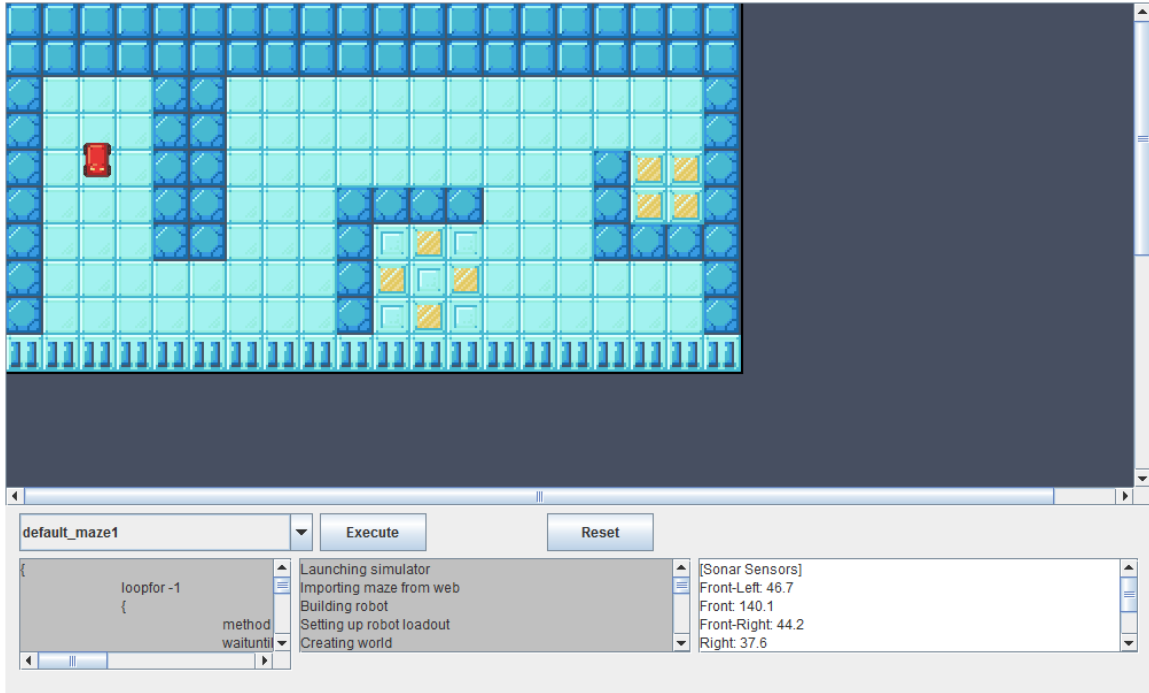 default_maze1
Execute
Reset
{
loopfor -1
{
method
waituntil
Launching simulator
Importing maze from web
Building robot
Setting up robot loadout
Creating world
[Sonar Sensors]
Front-Left: 46.7
Front: 140.1
Front-Right: 44.2
Right: 37.6